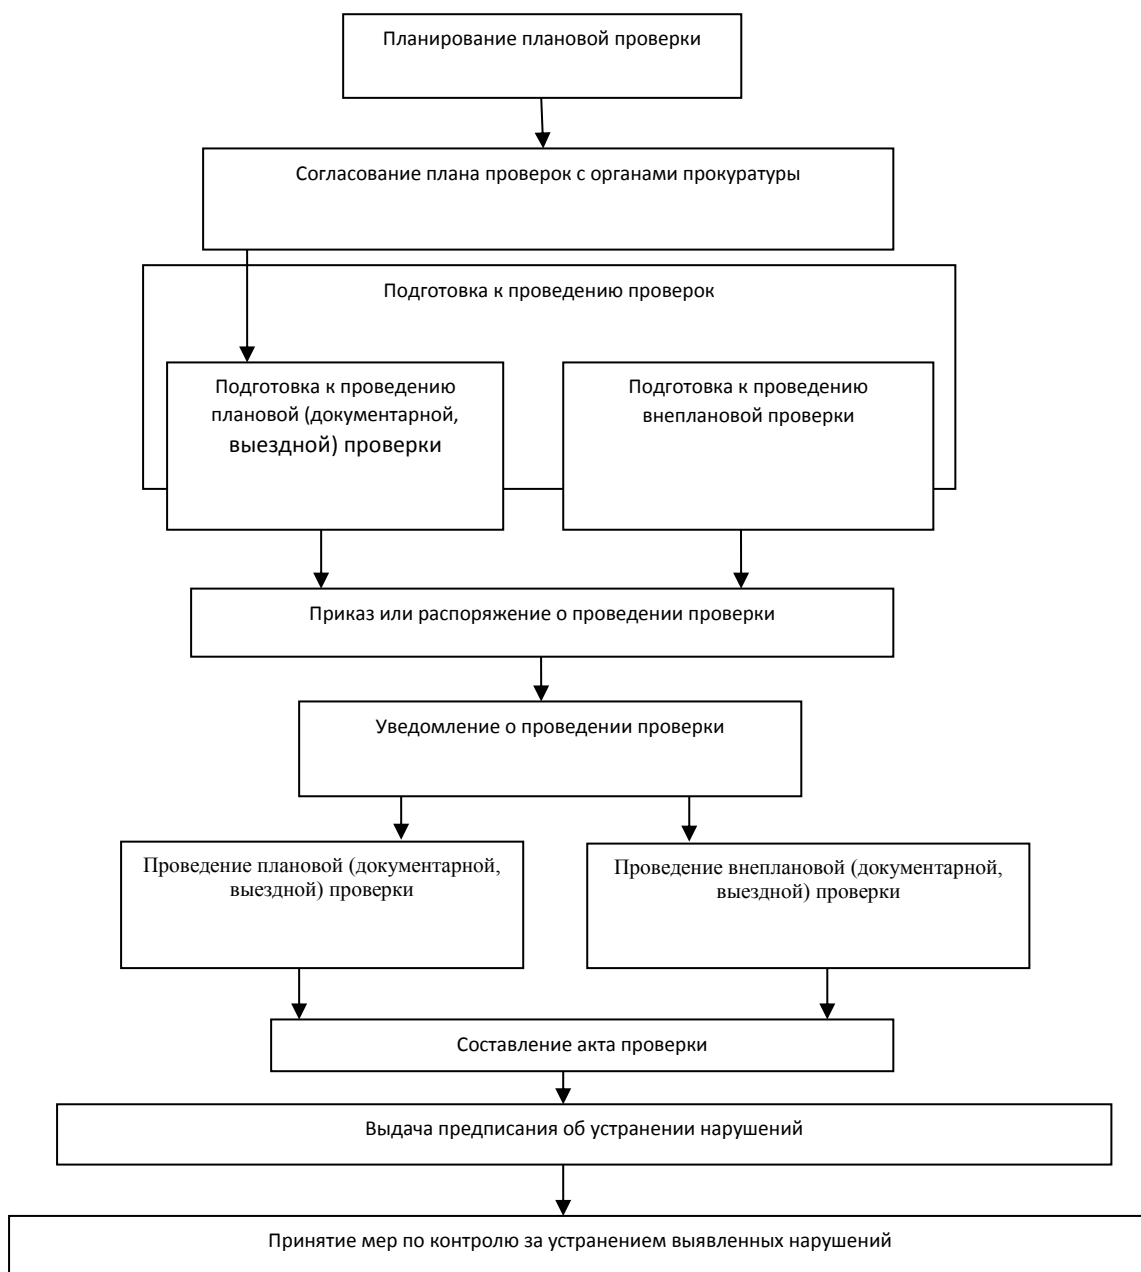 Планирование плановой проверки
Согласование плана проверок с органами прокуратуры
Подготовка к проведению проверок
Подготовка к проведению
плановой (документарной,
выездной) проверки
Подготовка к проведению
внеплановой проверки
Приказ или распоряжение о проведении проверки
Уведомление о проведении проверки
Проведение плановой (документарной,
выездной) проверки
Проведение внеплановой (документарной,
выездной) проверки
Составление акта проверки
Выдача предписания об устранении нарушений
Принятие мер по контролю за устранением выявленных нарушений